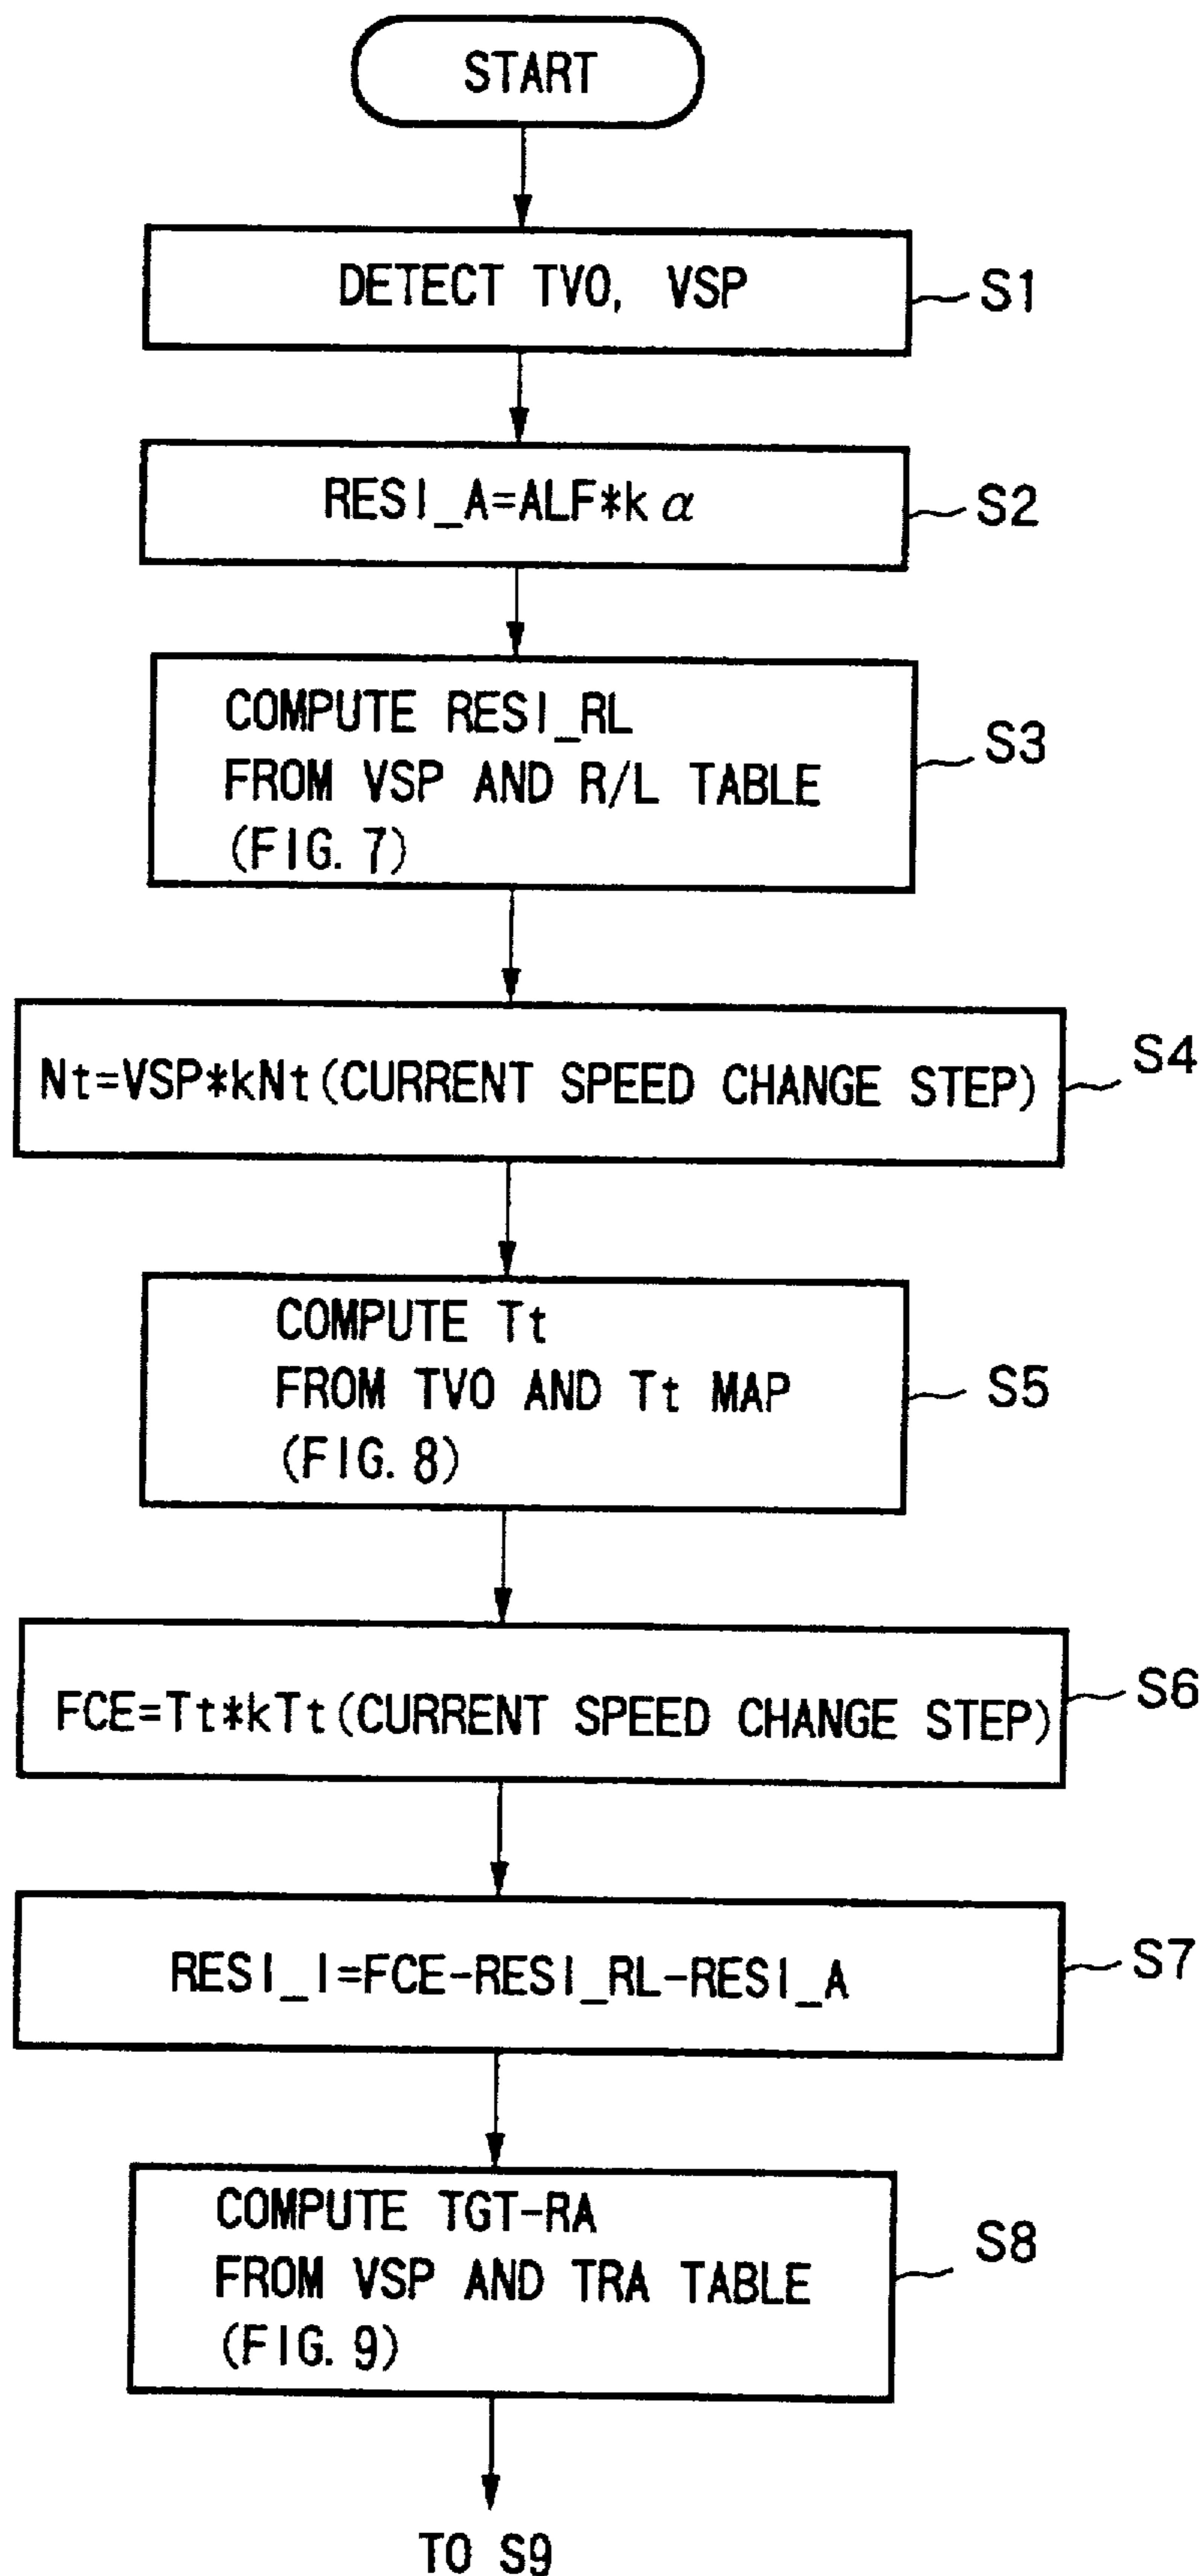 START
DETECT TVO, VSP
S1
RESI_A=ALF*kα
S2
COMPUTE RESI_RL
FROM VSP AND R/L TABLE
(FIG. 7)
S3
Nt=VSP*kNt(CURRENT SPEED CHANGE STEP)
S4
COMPUTE Tt
FROM TVO AND Tt MAP
(FIG. 8)
S5
FCE=Tt*kTt(CURRENT SPEED CHANGE STEP)
S6
RESI_I=FCE-RESI_RL-RESI_A
S7
COMPUTE TGT-RA
FROM VSP AND TRA TABLE
(FIG. 9)
S8
TO S9